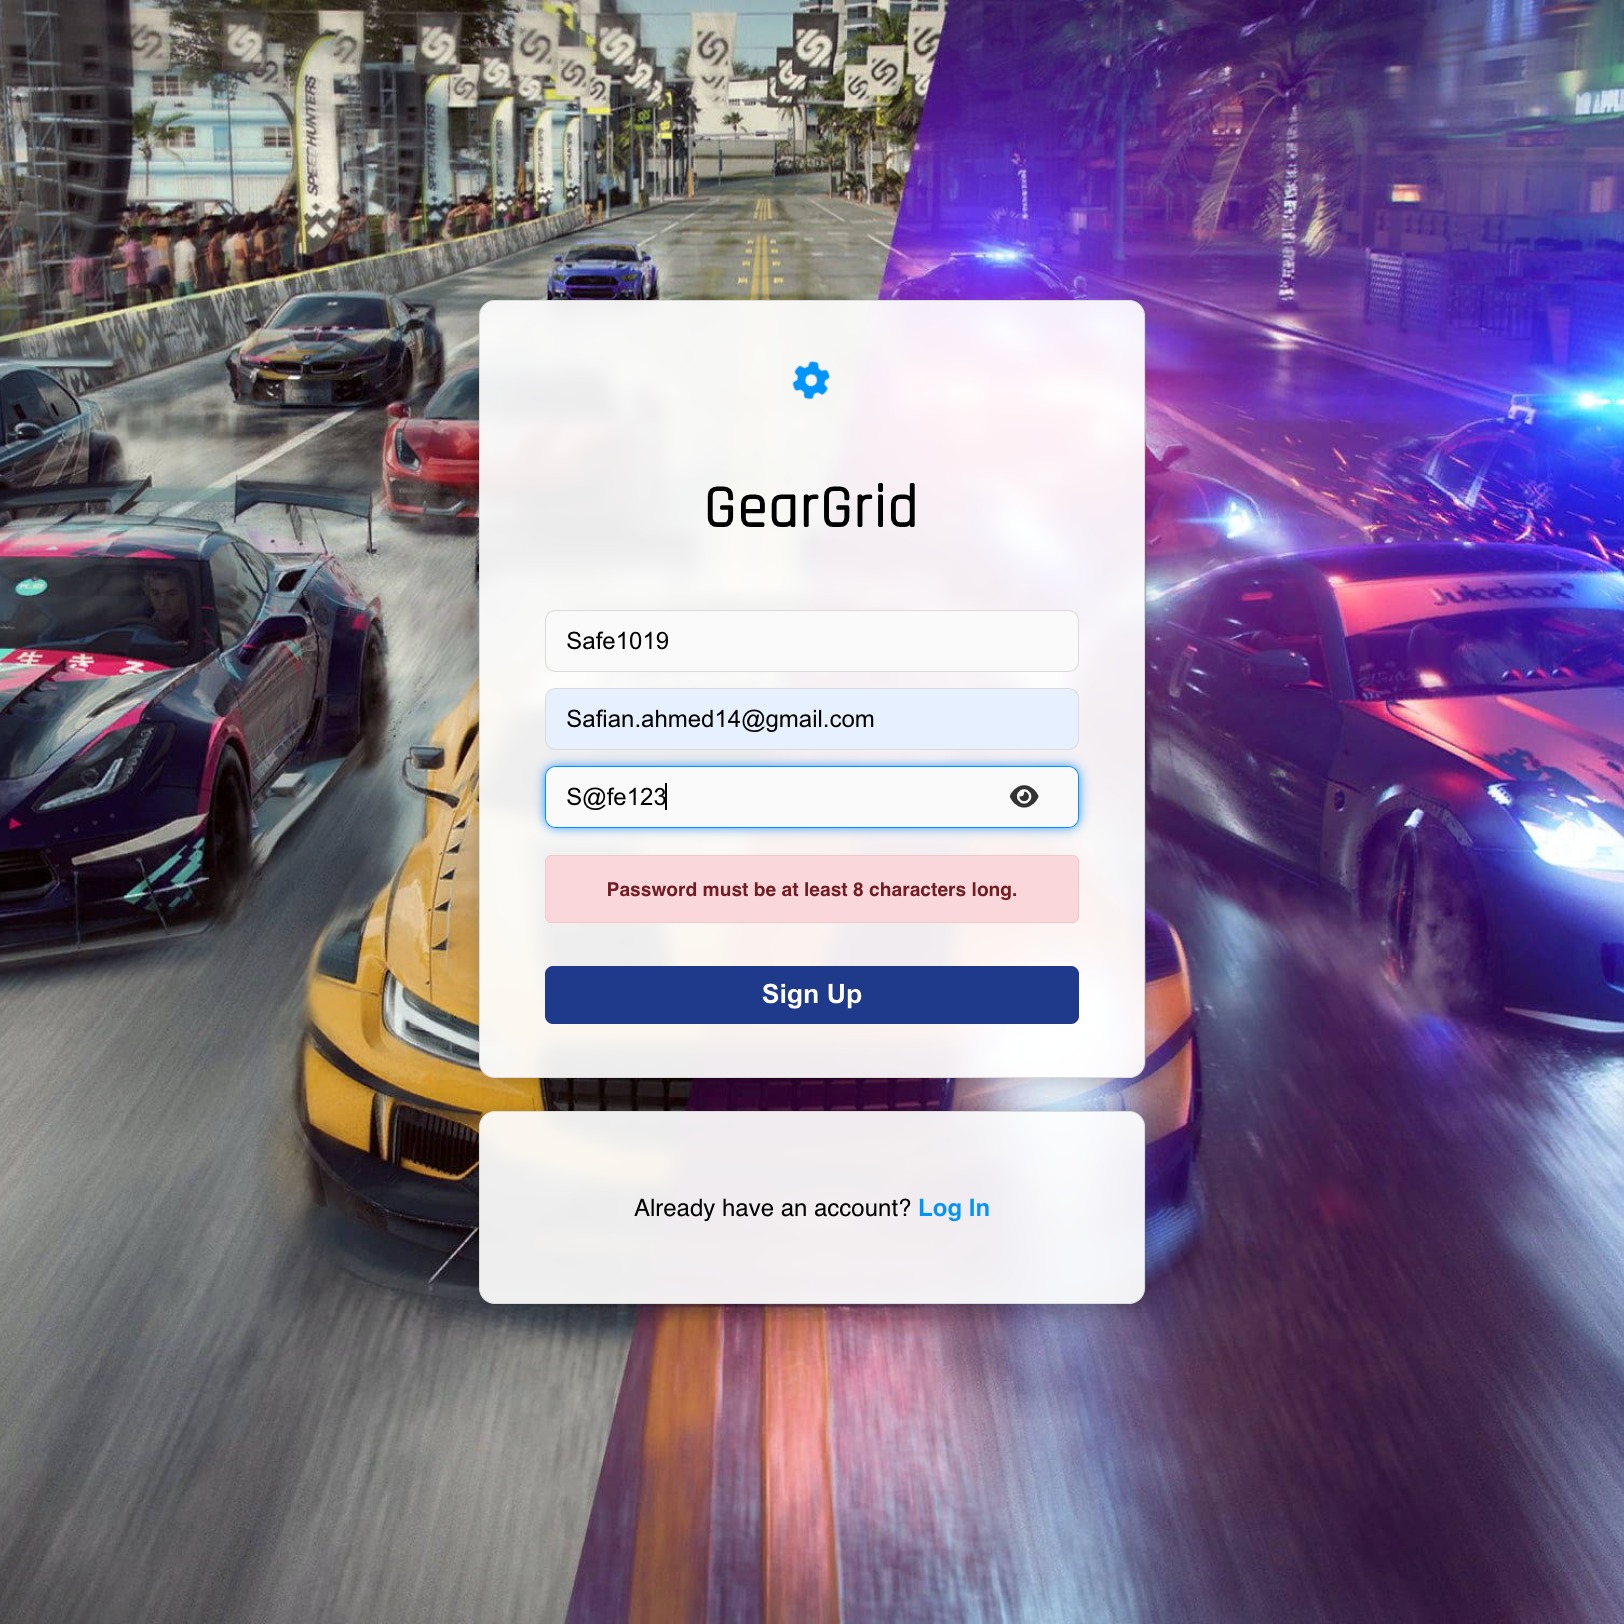 SPEEDHUNTERS
GearGrid
Safe1019
Safian.ahmed14@gmail.com
S@fe123
Password must be at least 8 characters long.
Sign Up
Already have an account? Log In
Juicebox